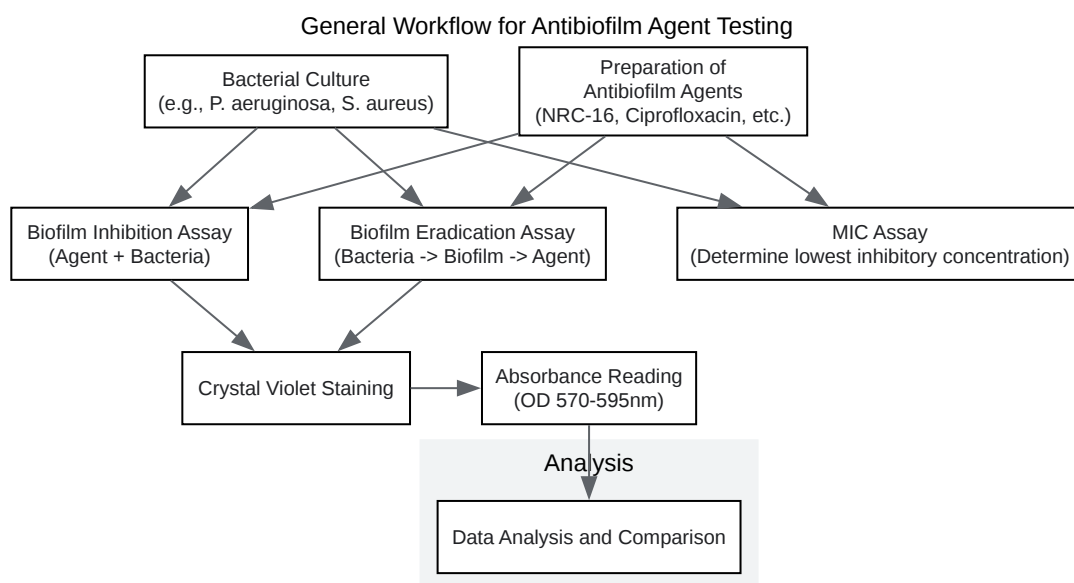 General Workflow for Antibiofilm Agent Testing
Bacterial Culture
(e.g., P. aeruginosa, S. aureus)
Preparation of
Antibiofilm Agents
(NRC-16, Ciprofloxacin, etc.)
Biofilm Inhibition Assay
(Agent + Bacteria)
Biofilm Eradication Assay
(Bacteria -> Biofilm -> Agent)
MIC Assay
(Determine lowest inhibitory concentration)
Crystal Violet Staining
Absorbance Reading
(OD 570-595nm)
Analysis
Data Analysis and Comparison